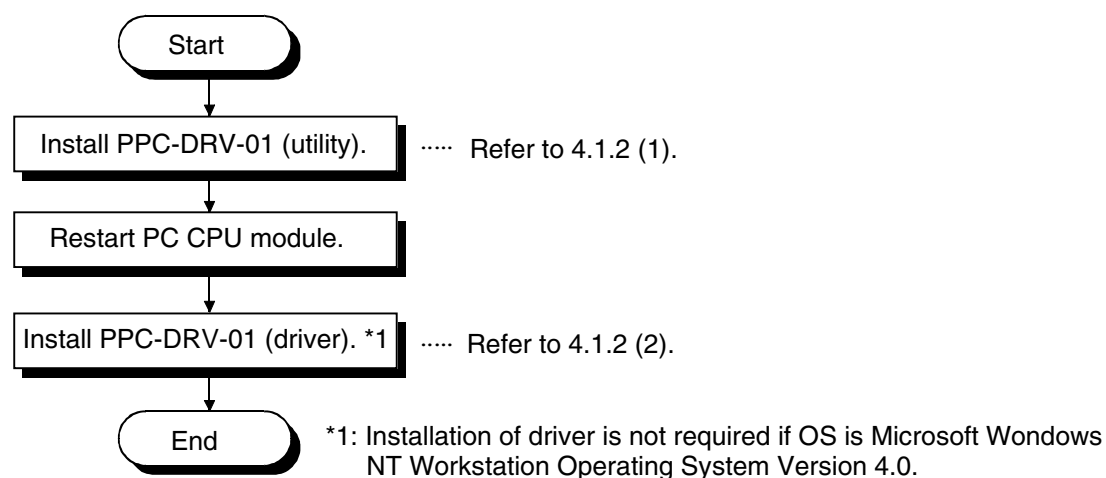 Start
Install PPC-DRV-01 (utility). ..... Refer to 4.1.2 (1).
Restart PC CPU module.
Install PPC-DRV-01 (driver). *1 ..... Refer to 4.1.2 (2).
End
*1: Installation of driver is not required if OS is Microsoft Wondows
NT Workstation Operating System Version 4.0.